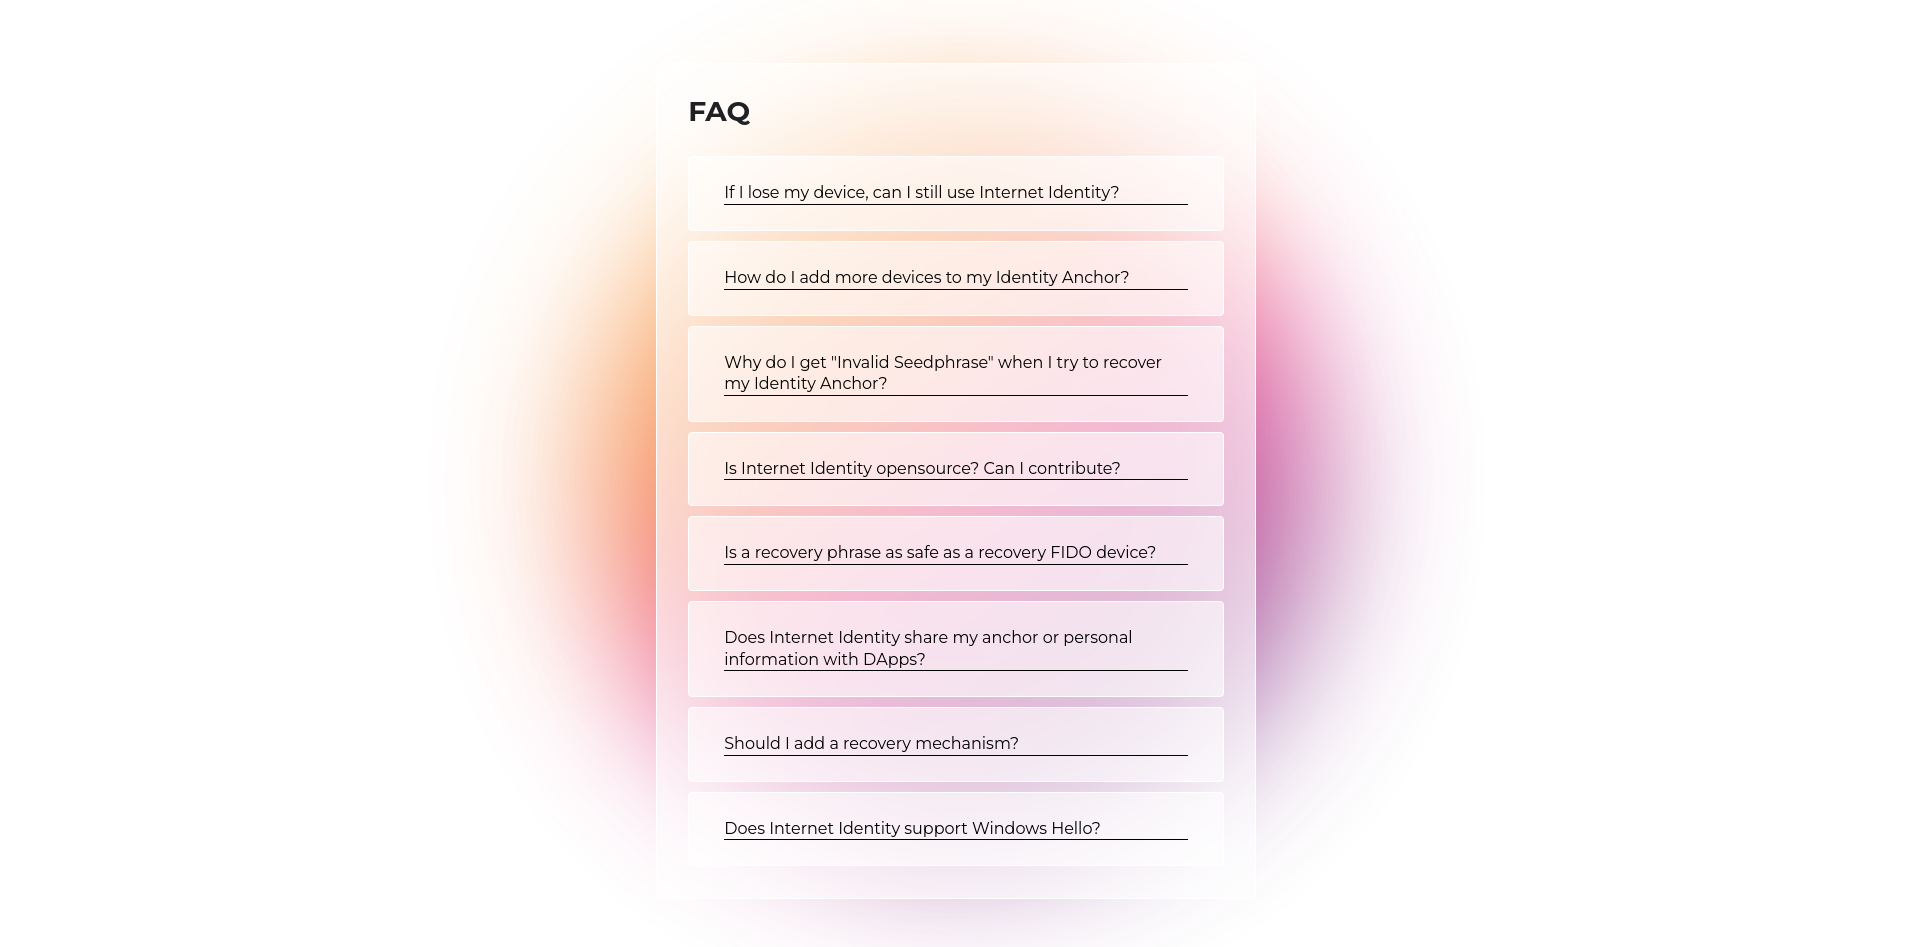 FAQ
If I lose my device, can I still use Internet Identity?
How do I add more devices to my Identity Anchor?
Why do I get "Invalid Seedphrase" when I try to recover
my Identity Anchor?
Is Internet Identity opensource? Can I contribute?
Is a recovery phrase as safe as a recovery FIDO device?
Does Internet Identity share my anchor or personal
information with DApps?
Should I add a recovery mechanism?
Does Internet Identity support Windows Hello?